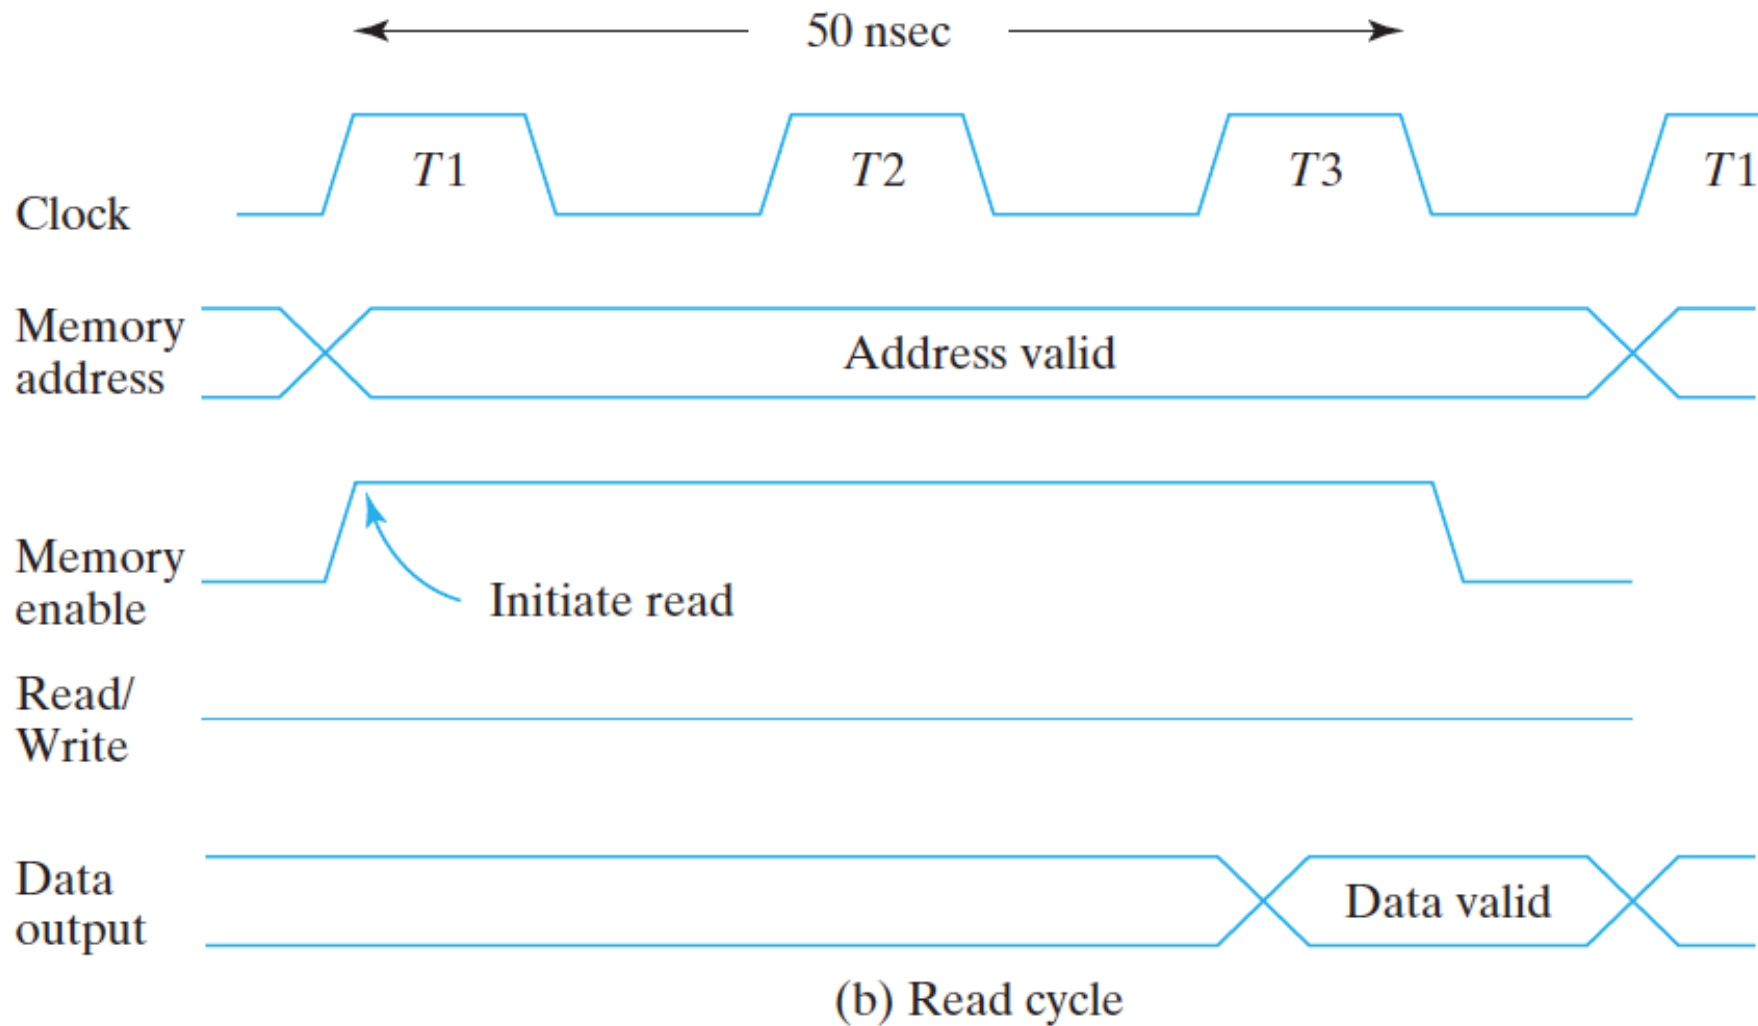 50 nsec
T1
T2
T3
T1
Clock
Memory
address
Address valid
Memory
enable
Initiate read
Read/
Write
Data
output
Data valid
(b) Read cycle